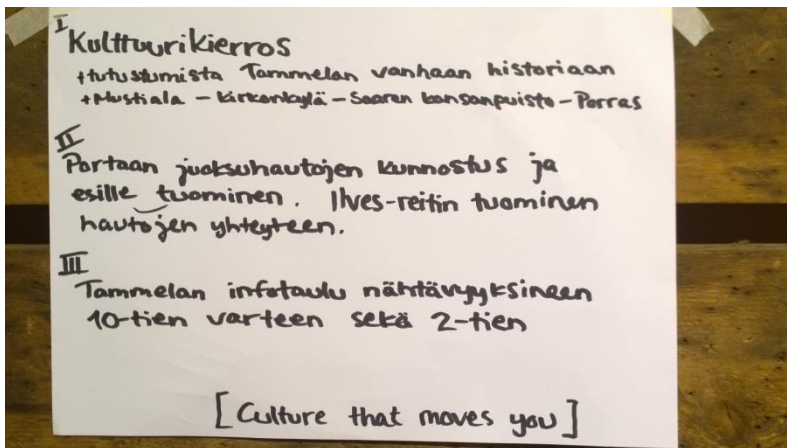 I
Kulttuurikierros
+tutustumista Tammelan vanhaan historiaan
+Mustiala - kirkonkylä - Saaren kansanpuisto - Porras
II
Portaan juoksuhautojen kunnostus ja
esille tuominen. Ilves-reitin tuominen
hautojen yhteyteen.
III
Tammelan infotaulu nähtävyyksineen
10-tien varteen sekä 2-tien
[Culture that moves you]